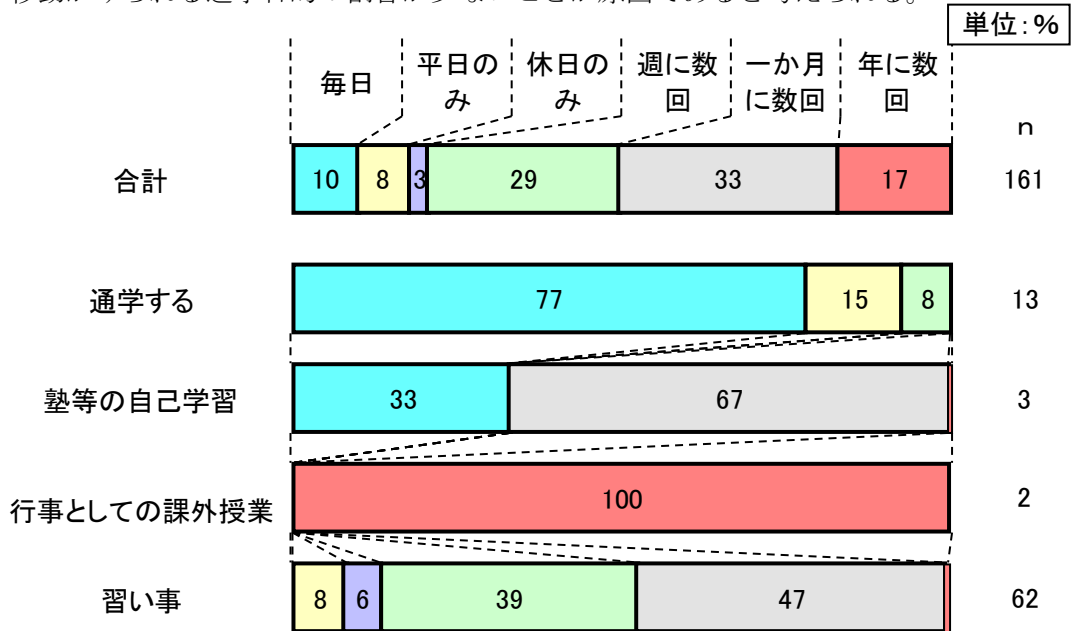 単位:%
毎日 平日のみ 休日のみ 週に数回 一か月に数回 年に数回
n
合計 10 8 3 29 33 17 161
通学する 77 15 8 13
塾等の自己学習 33 67 3
行事としての課外授業 100 2
習い事 8 6 39 47 62